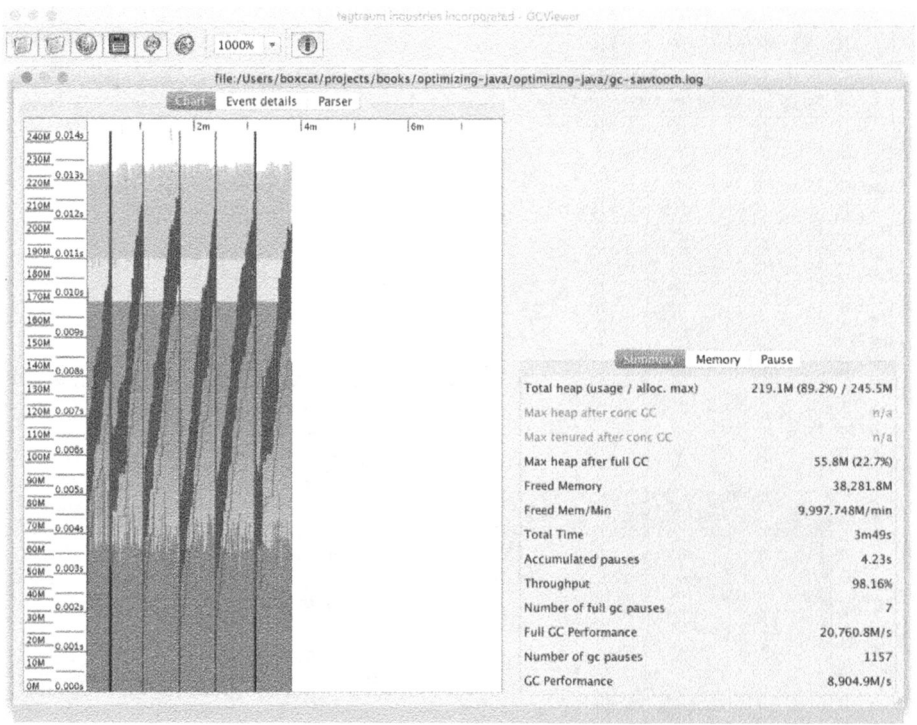 tagtraum industries incorporated - GCViewer
1000%
file:/Users/boxcat/projects/books/optimizing-java/optimizing-java/gc-sawtooth.log
Chart Event details Parser
2m 4m 6m
240M 0.014s
230M
220M 0.013s
210M
200M 0.012s
190M 0.011s
180M
170M 0.010s
160M
150M 0.009s
140M
130M 0.008s
120M 0.007s
110M
100M 0.006s
90M
80M 0.005s
70M 0.004s
60M
50M 0.003s
40M
30M 0.002s
20M
10M 0.001s
0M 0.000s
Summary Memory Pause
Total heap (usage / alloc. max) 219.1M (89.2%) / 245.5M
Max heap after conc GC n/a
Max tenured after conc GC n/a
Max heap after full GC 55.8M (22.7%)
Freed Memory 38,281.8M
Freed Mem/Min 9,997.748M/min
Total Time 3m49s
Accumulated pauses 4.23s
Throughput 98.16%
Number of full gc pauses 7
Full GC Performance 20,760.8M/s
Number of gc pauses 1157
GC Performance 8,904.9M/s